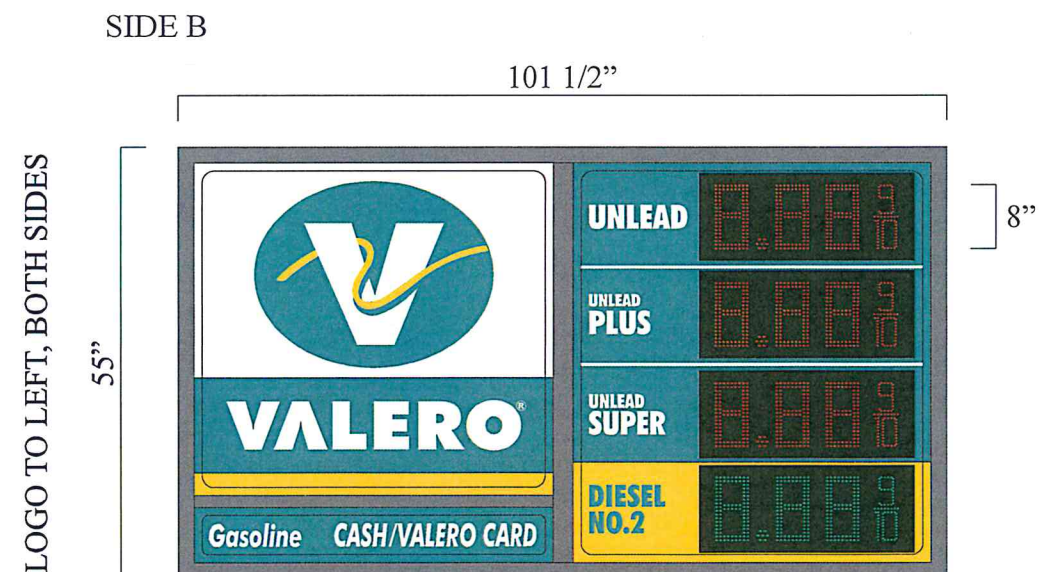 SIDE B
101 1/2”
LOGO TO LEFT, BOTH SIDES
55”
8”
V
VALERO®
Gasoline CASH/VALERO CARD
UNLEAD 8.88 9/10
UNLEAD
PLUS 8.88 9/10
UNLEAD
SUPER 8.88 9/10
DIESEL
NO.2 8.88 9/10